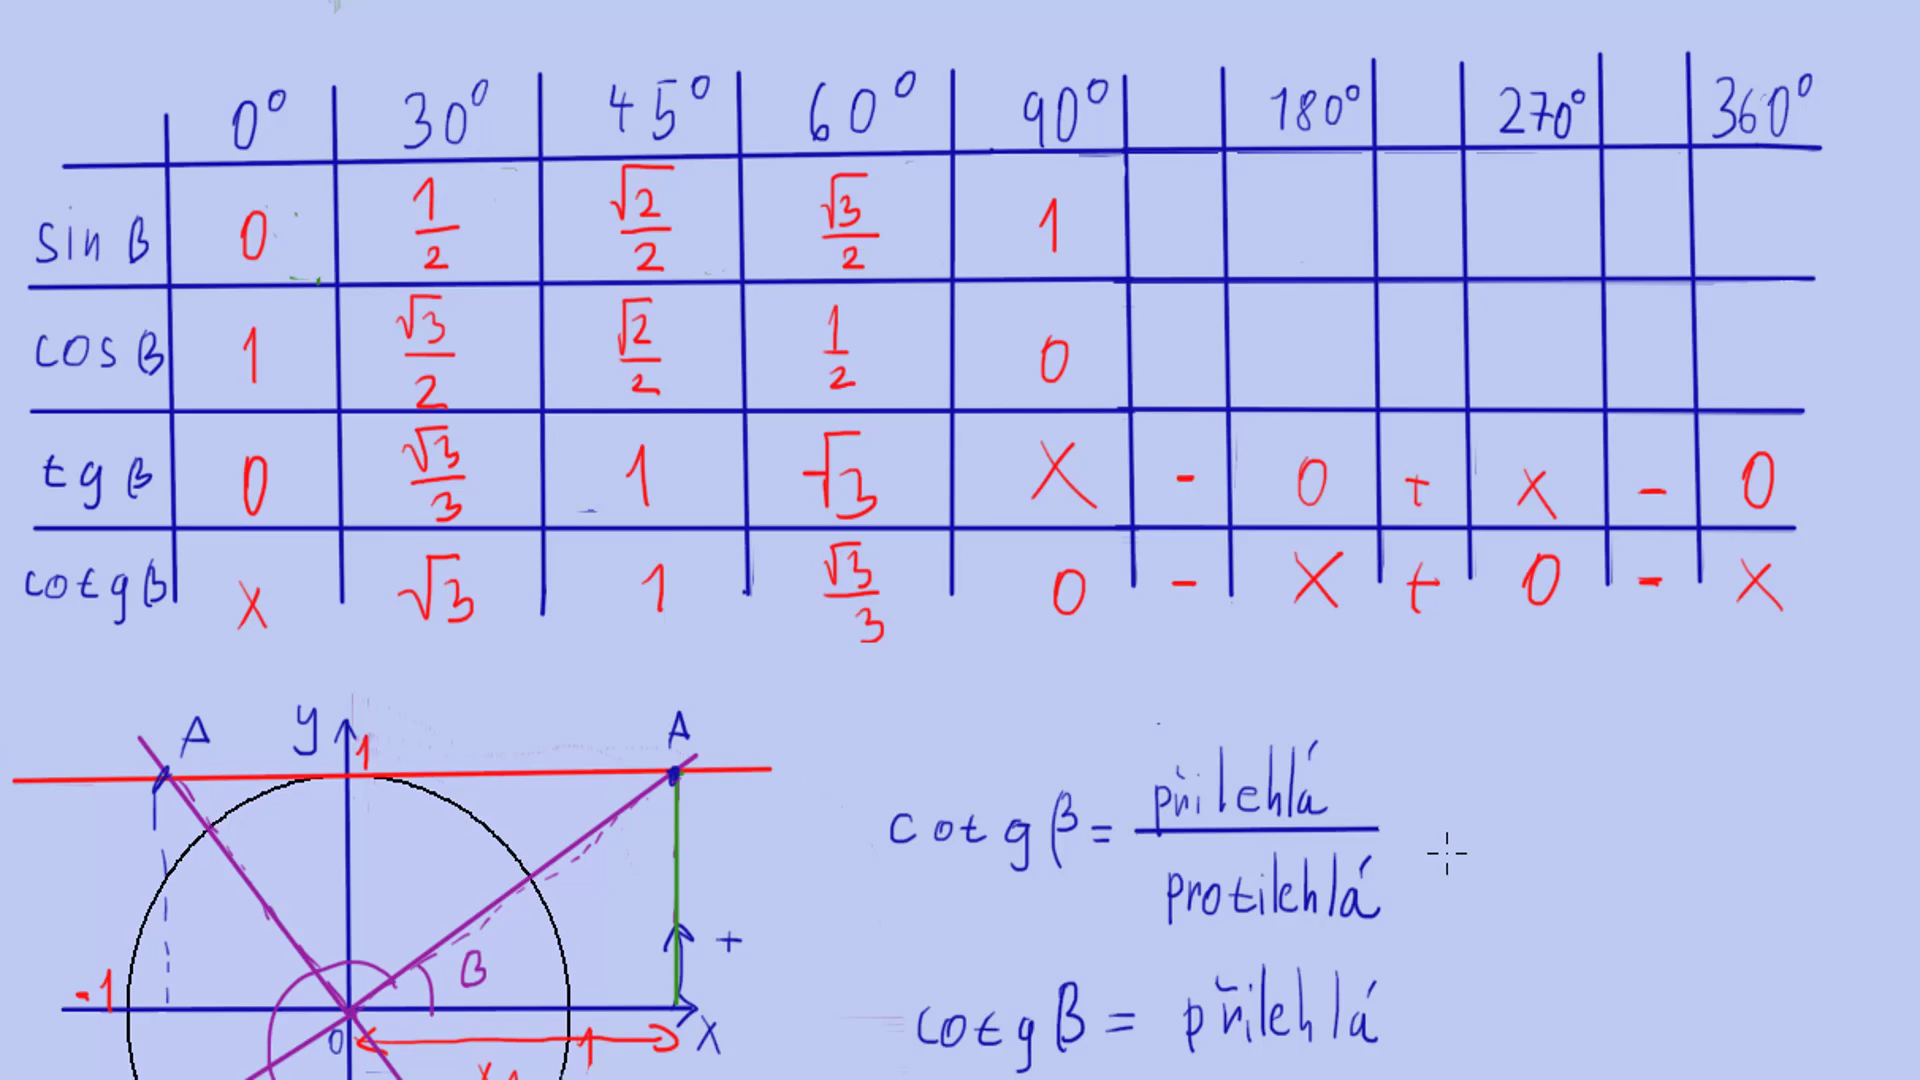 0° 30° 45° 60° 90° 180° 270° 360°
sin β 0 1/2 √2/2 √3/2 1
cos β 1 √3/2 √2/2 1/2 0
tg β 0 √3/3 1 √3 X - 0 + x - 0
cotg β x √3 1 √3/3 0 - X + 0 - X
A y 1 A
cotg β = přilehlá
protilehlá
β +
-1
cotg β = přilehlá
0 1 X